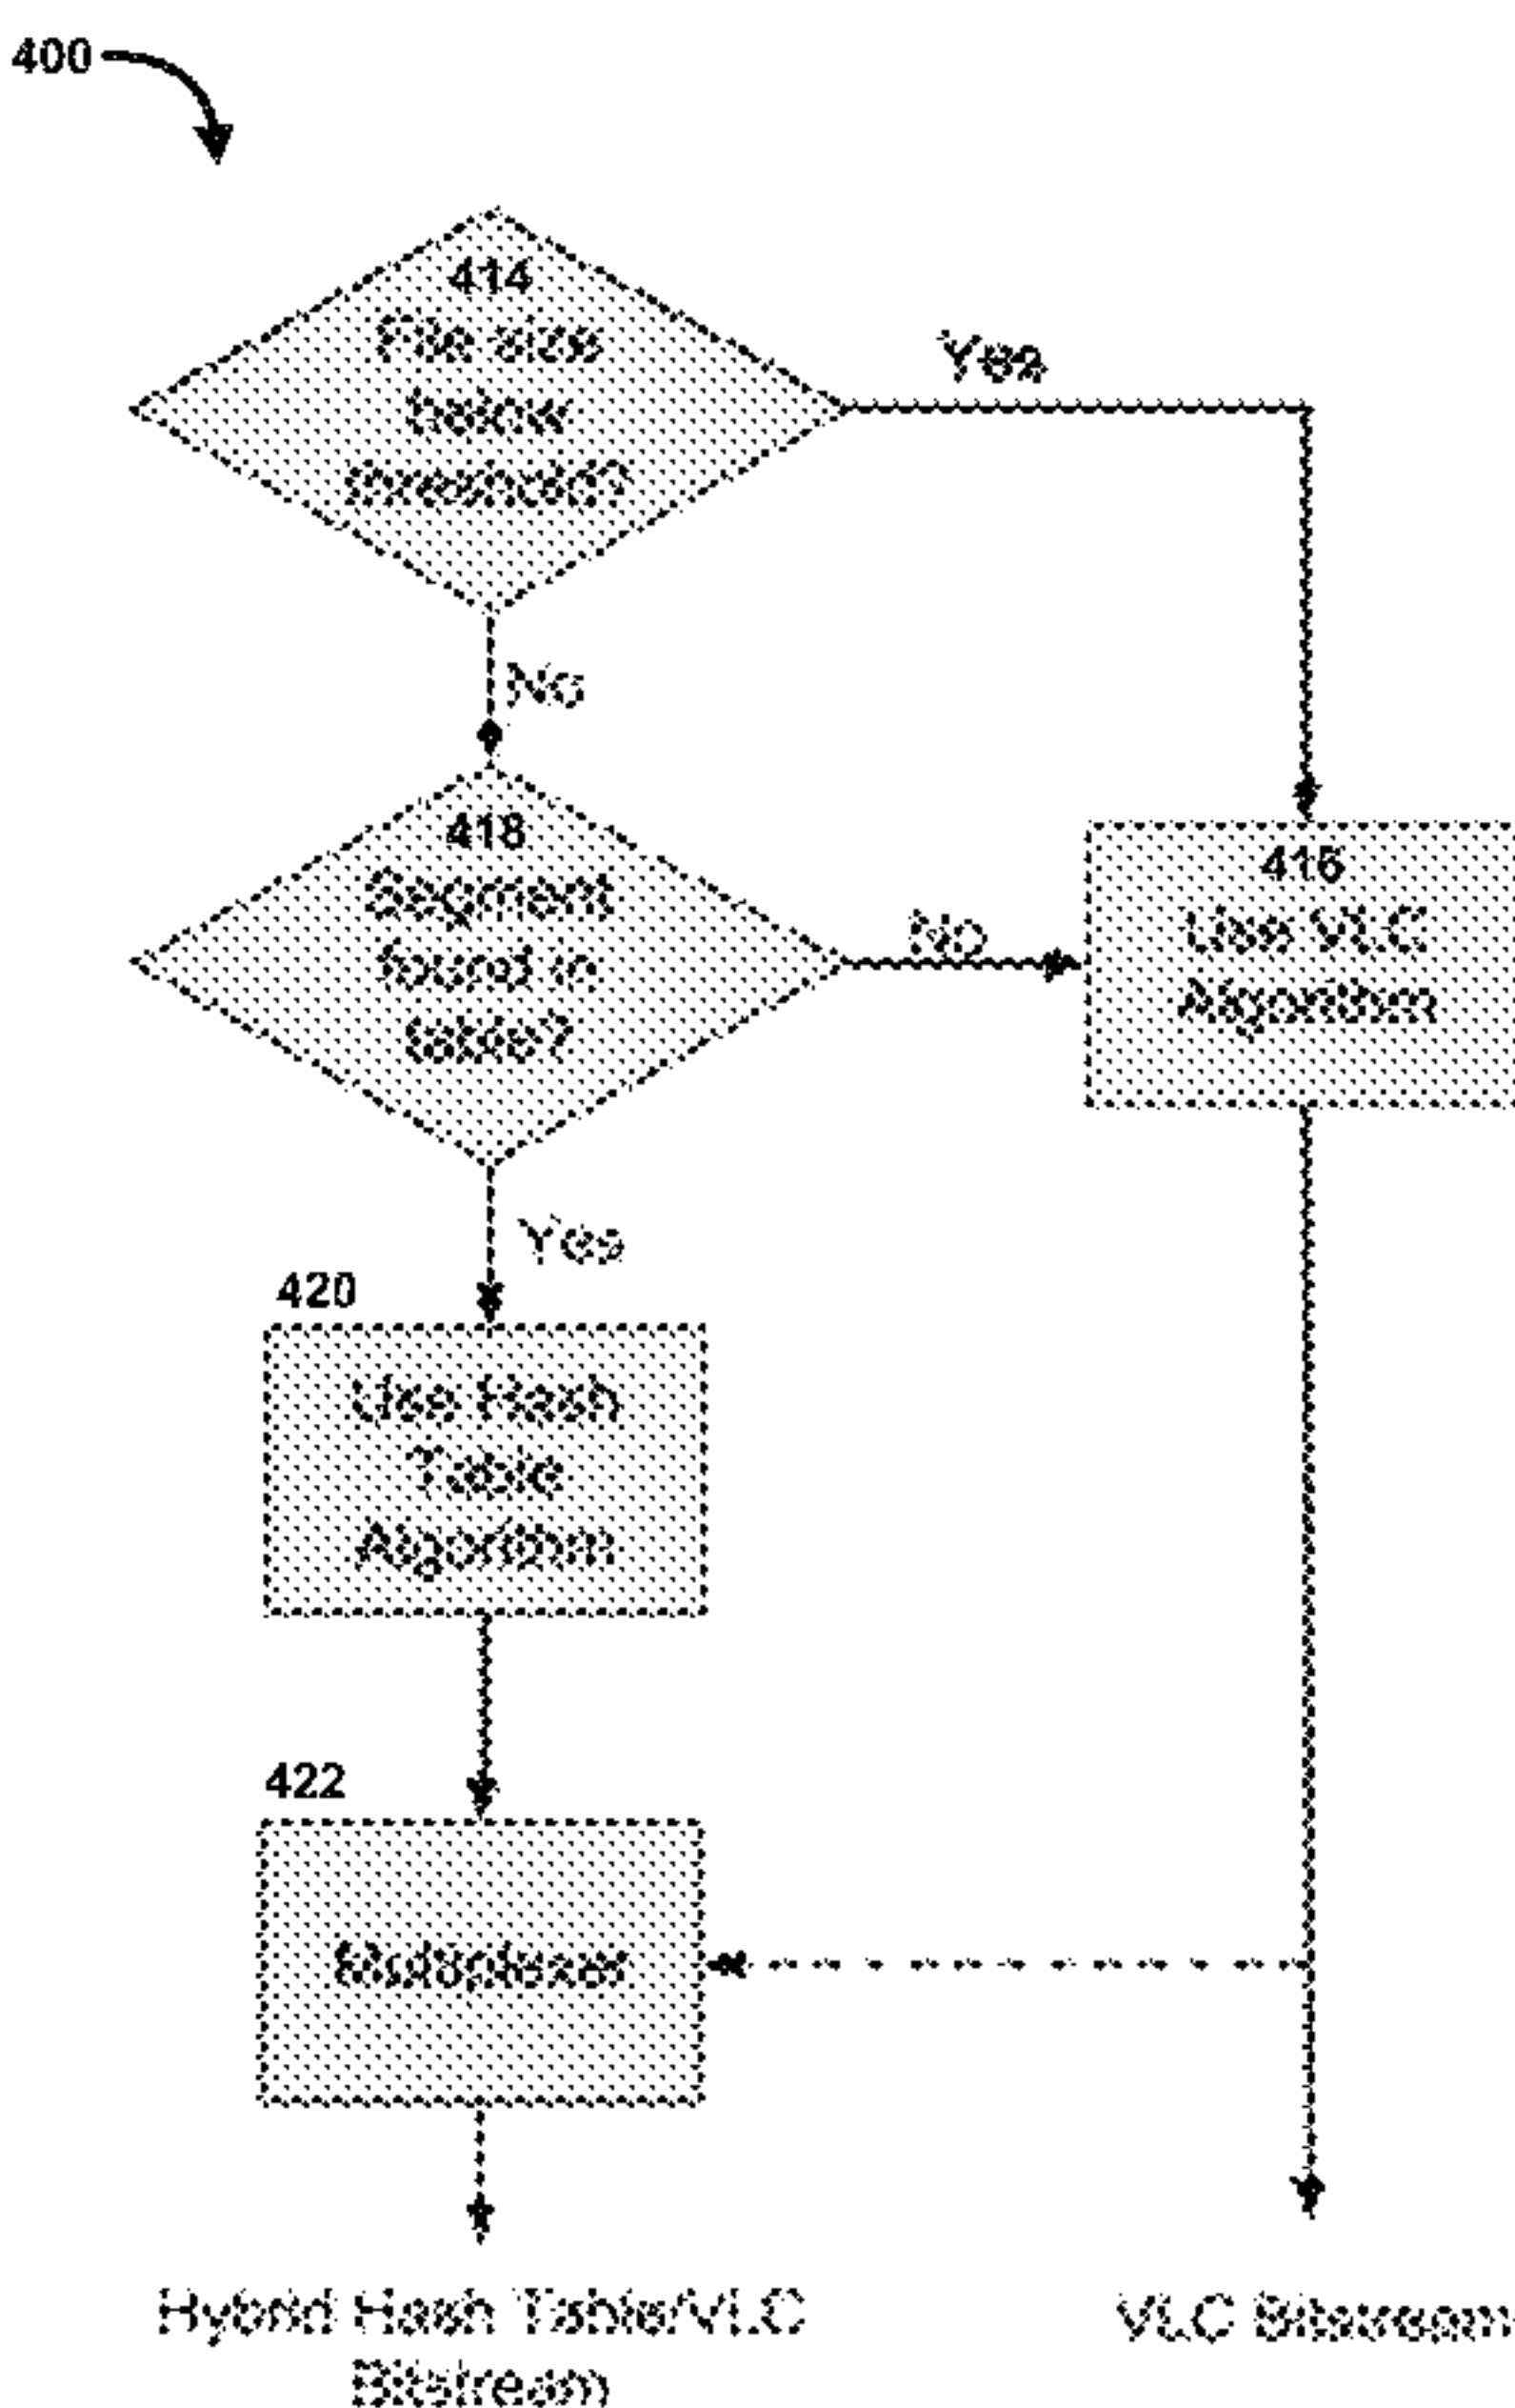 400
414
File size
below
threshold?
Yes
No
418
Segment
found in
table?
No
416
Use VLC
Algorithm
Yes
420
Use Hash
Table
Algorithm
422
Multiplexer
Hybrid Hash Table/VLC
Bitstream
VLC Bitstream